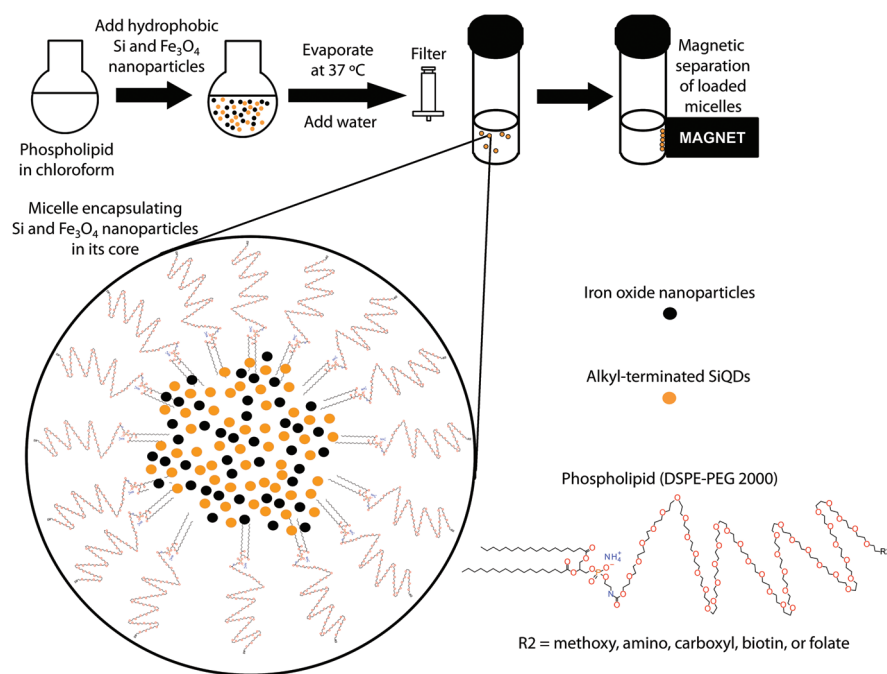 Add hydrophobic
Si and Fe3O4
nanoparticles
Evaporate
at 37 ºC
Add water
Filter
Magnetic
separation
of loaded
micelles
MAGNET
Phospholipid
in chloroform
Micelle encapsulating
Si and Fe3O4 nanoparticles
in its core
Iron oxide nanoparticles
Alkyl-terminated SiQDs
Phospholipid (DSPE-PEG 2000)
NH4+
R2
R2 = methoxy, amino, carboxyl, biotin, or folate